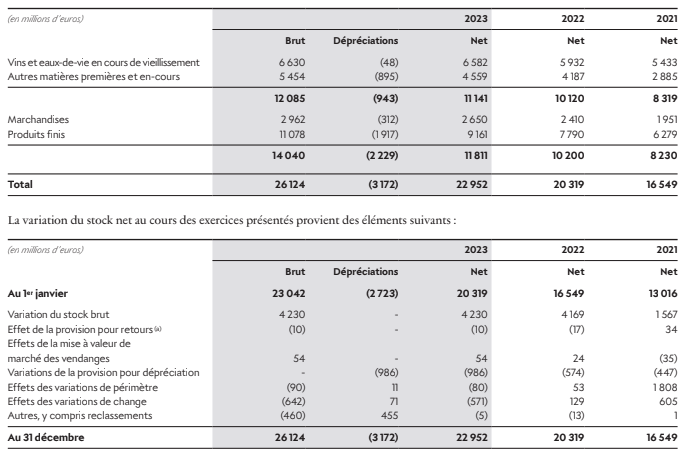 (en millions d'euros) 2023 2022 2021
Brut Dépréciations Net Net Net
Vins et eaux-de-vie en cours de vieillissement 6 630 (48) 6 582 5 932 5 433
Autres matières premières et en-cours 5 454 (895) 4 559 4 187 2 885
12 085 (943) 11 141 10 120 8 319
Marchandises 2 962 (312) 2 650 2 410 1 951
Produits finis 11 078 (1 917) 9 161 7 790 6 279
14 040 (2 229) 11 811 10 200 8 230
Total 26 124 (3 172) 22 952 20 319 16 549
La variation du stock net au cours des exercices présentés provient des éléments suivants :
(en millions d'euros) 2023 2022 2021
Brut Dépréciations Net Net Net
Au 1er janvier 23 042 (2 723) 20 319 16 549 13 016
Variation du stock brut 4 230 - 4 230 4 169 1 567
Effet de la provision pour retours (a) (10) - (10) (17) 34
Effets de la mise à valeur de
marché des vendanges 54 - 54 24 (35)
Variations de la provision pour dépréciation - (986) (986) (574) (447)
Effets des variations de périmètre (90) 11 (80) 53 1 808
Effets des variations de change (642) 71 (571) 129 605
Autres, y compris reclassements (460) 455 (5) (13) 1
Au 31 décembre 26 124 (3 172) 22 952 20 319 16 549